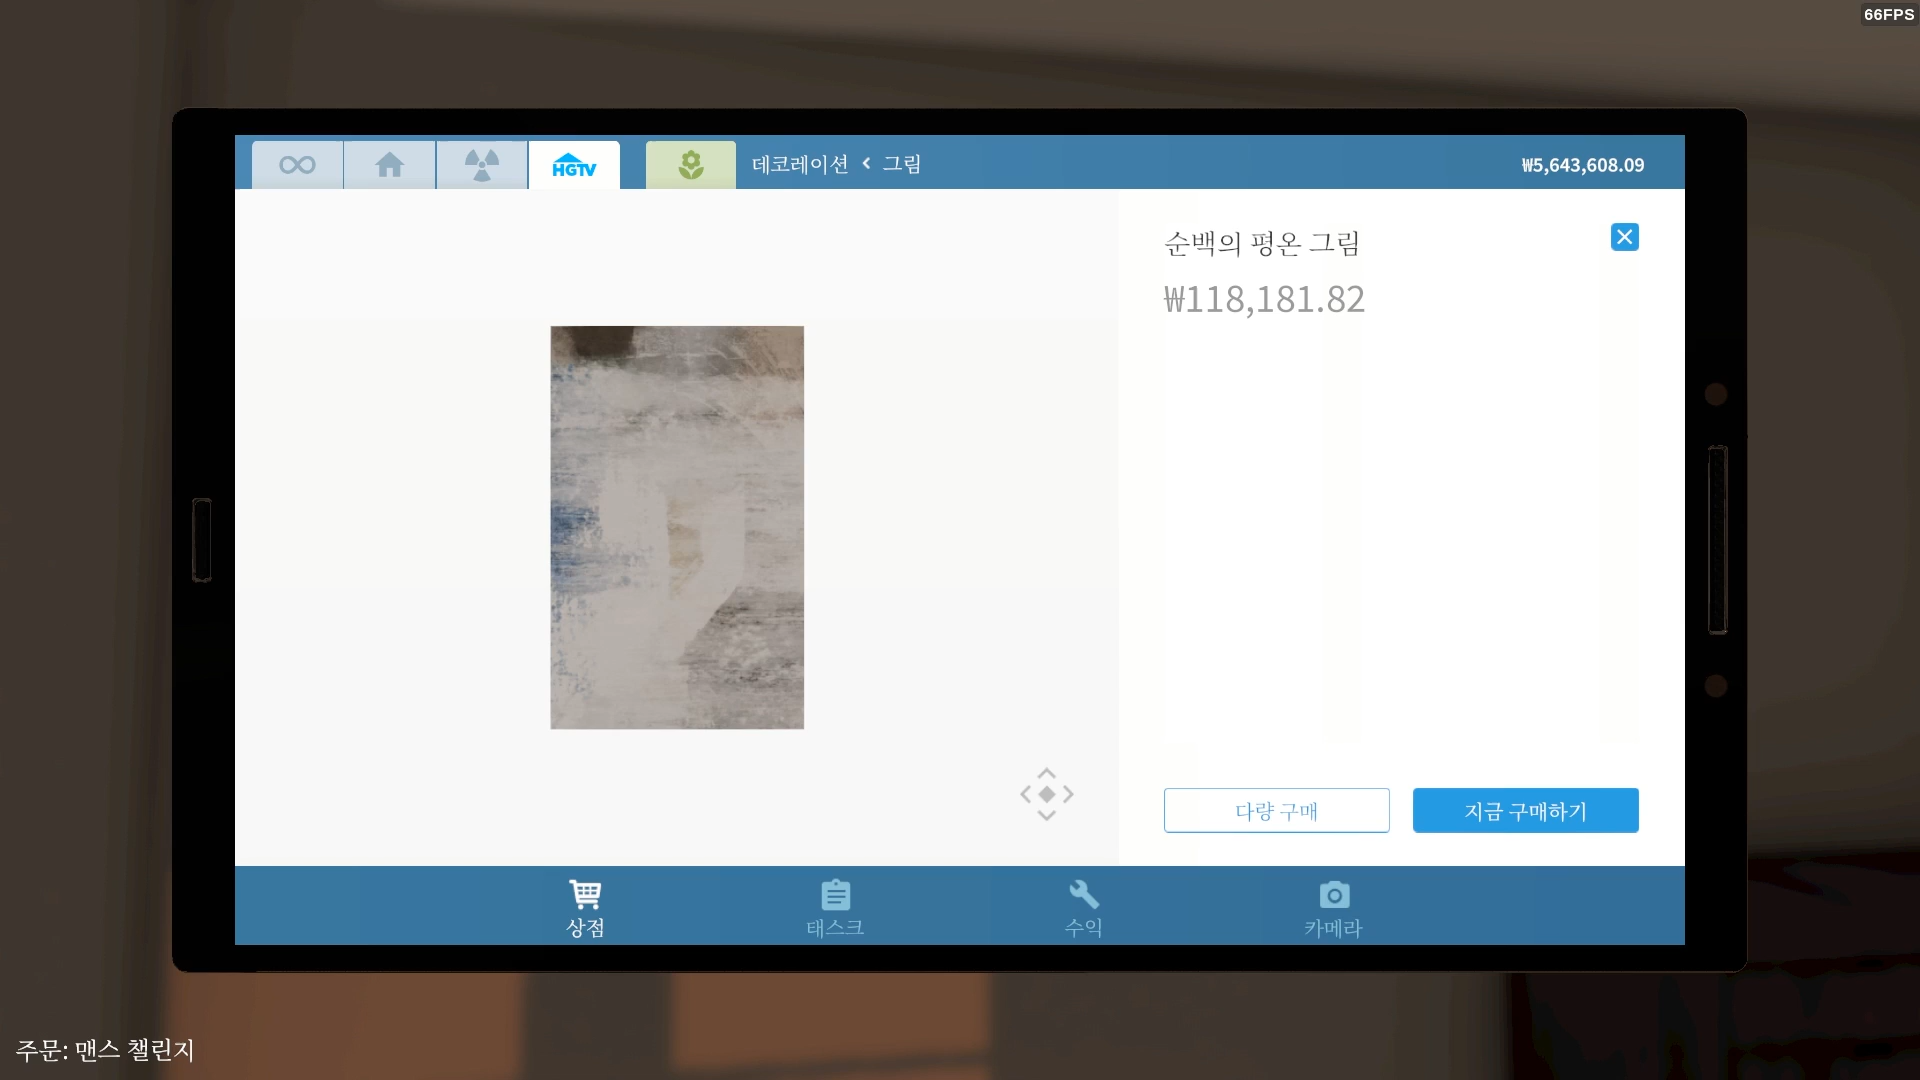 66FPS
HGTV
데코레이션 < 그림
₩5,643,608.09
순백의 평온 그림
₩118,181.82
다량 구매
지금 구매하기
상점
태스크
수익
카메라
주문: 맨스 챌린지